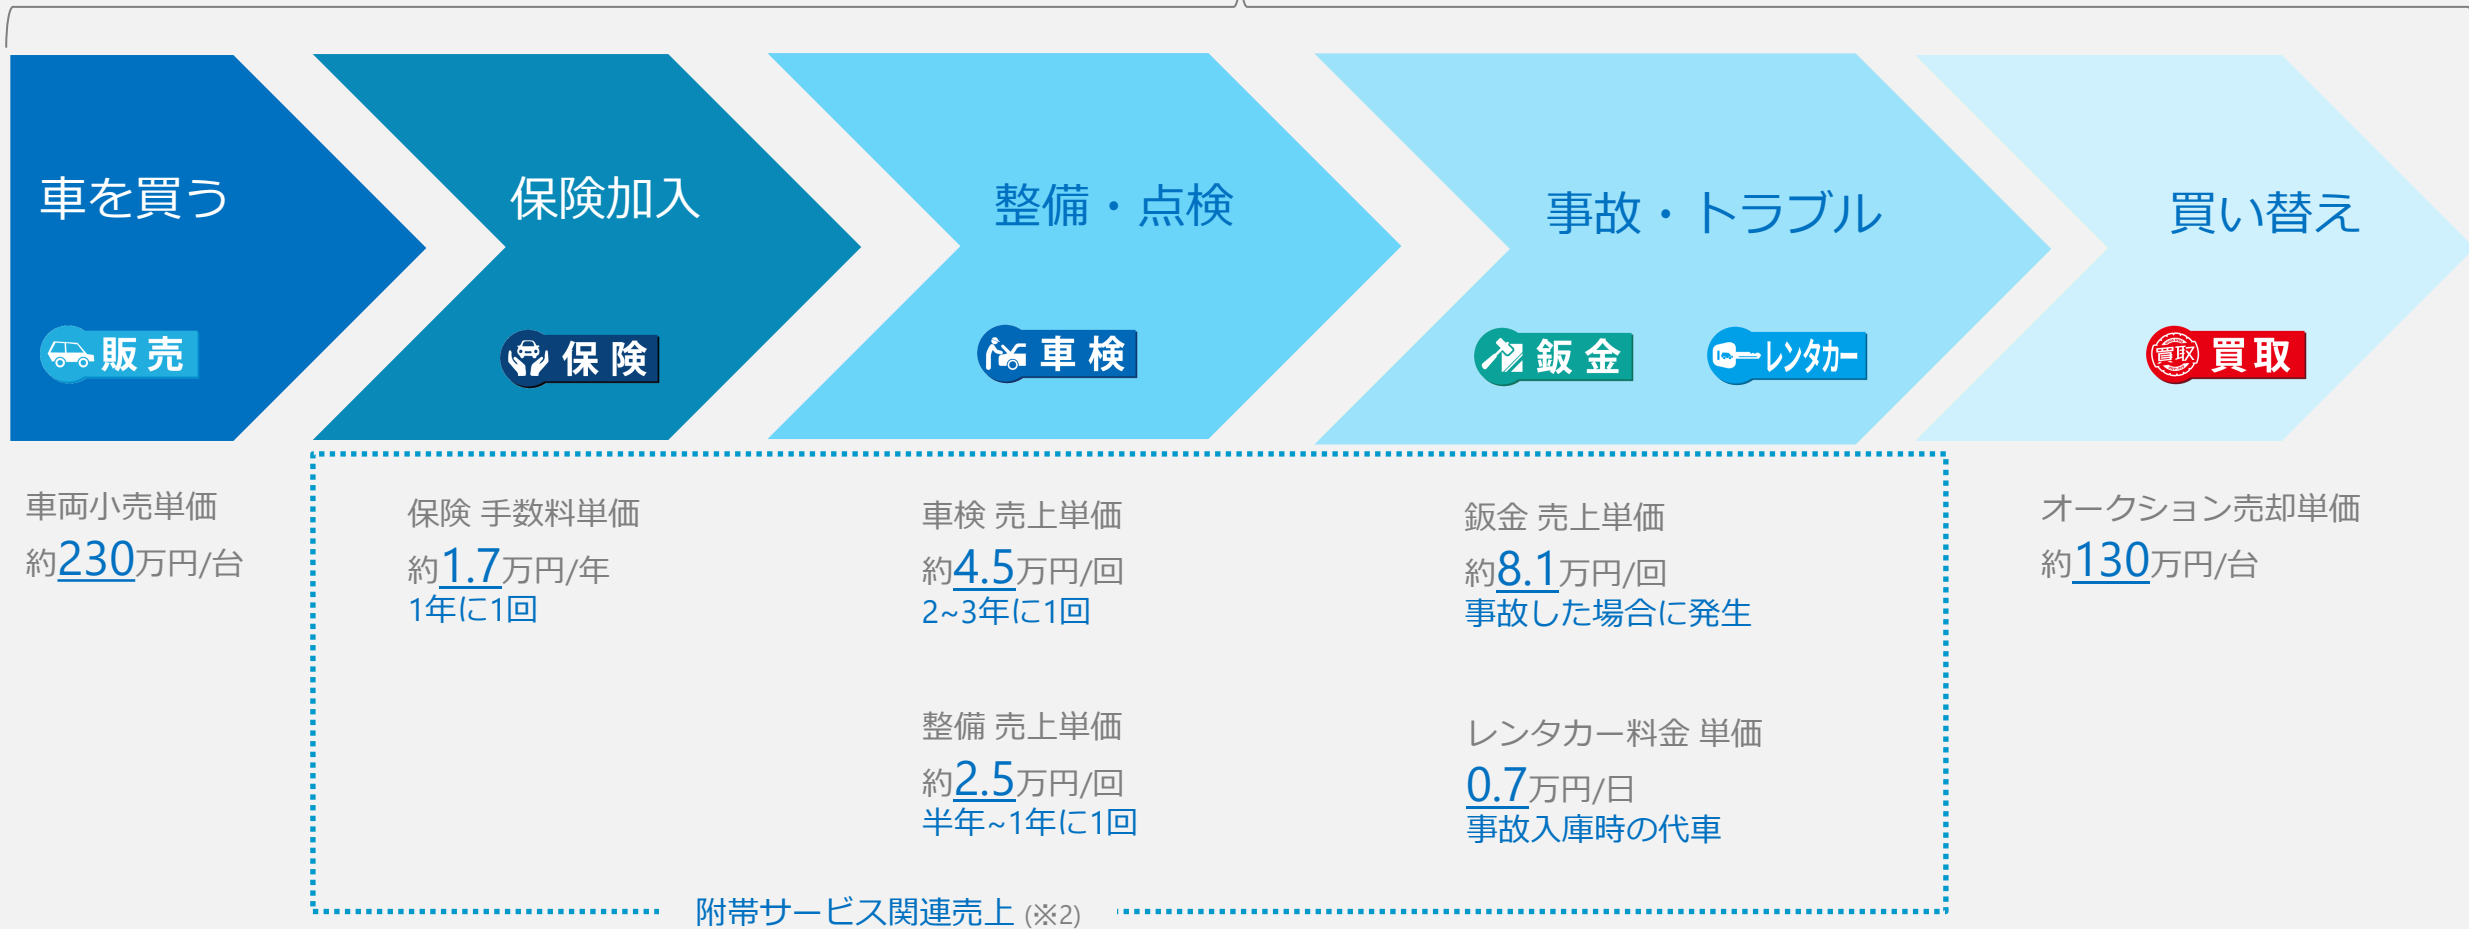 車を買う
販売
車両小売単価
約230万円/台
保険加入
保険
保険 手数料単価
約1.7万円/年
1年に1回
整備・点検
車検
車検 売上単価
約4.5万円/回
2~3年に1回
整備 売上単価
約2.5万円/回
半年~1年に1回
事故・トラブル
鈑金
レンタカー
鈑金 売上単価
約8.1万円/回
事故した場合に発生
レンタカー料金 単価
0.7万円/日
事故入庫時の代車
買い替え
買取
買取
オークション売却単価
約130万円/台
附帯サービス関連売上 (※2)